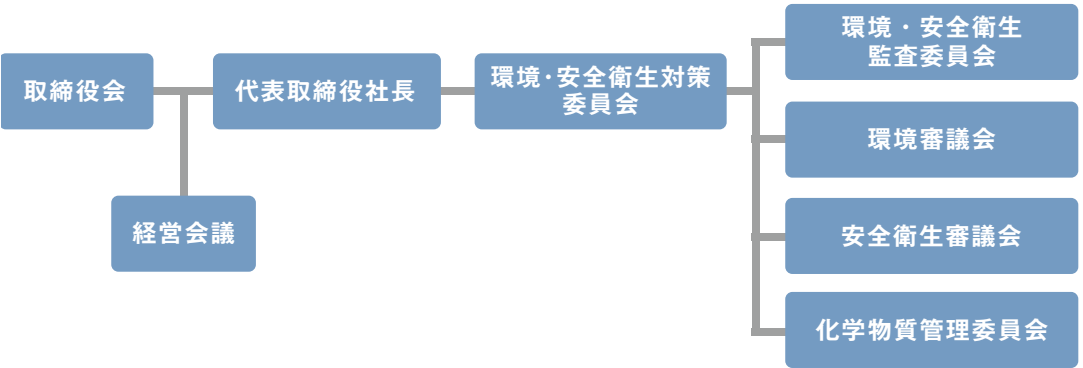 取締役会
代表取締役社長
環境・安全衛生対策
委員会
経営会議
環境・安全衛生
監査委員会
環境審議会
安全衛生審議会
化学物質管理委員会